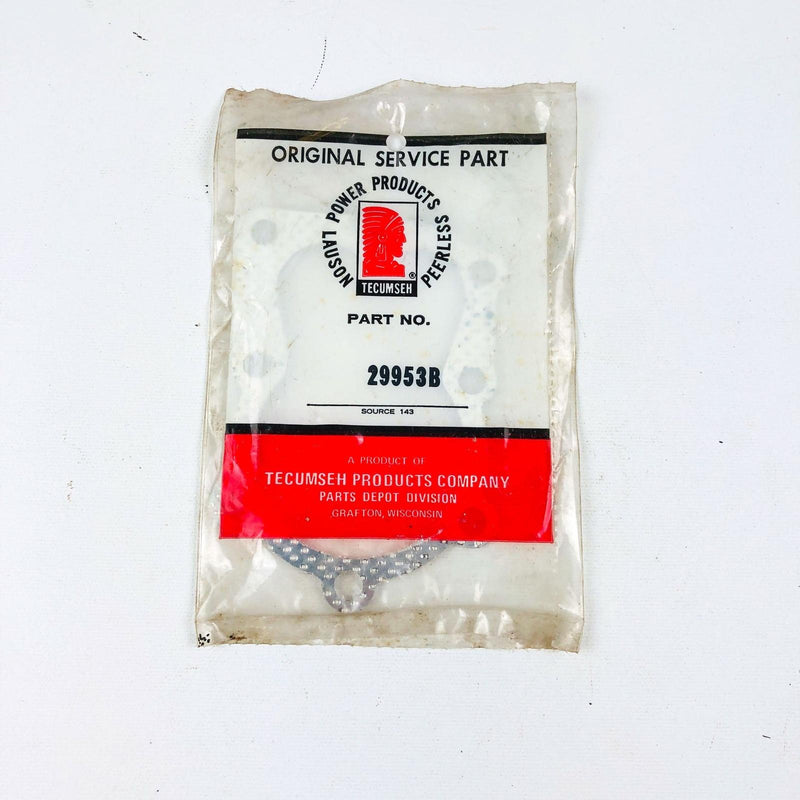 ORIGINAL SERVICE PART
LAUSON POWER PRODUCTS PEERLESS
®
TECUMSEH
PART NO.
29953B
SOURCE 143
A PRODUCT OF
TECUMSEH PRODUCTS COMPANY
PARTS DEPOT DIVISION
GRAFTON, WISCONSIN